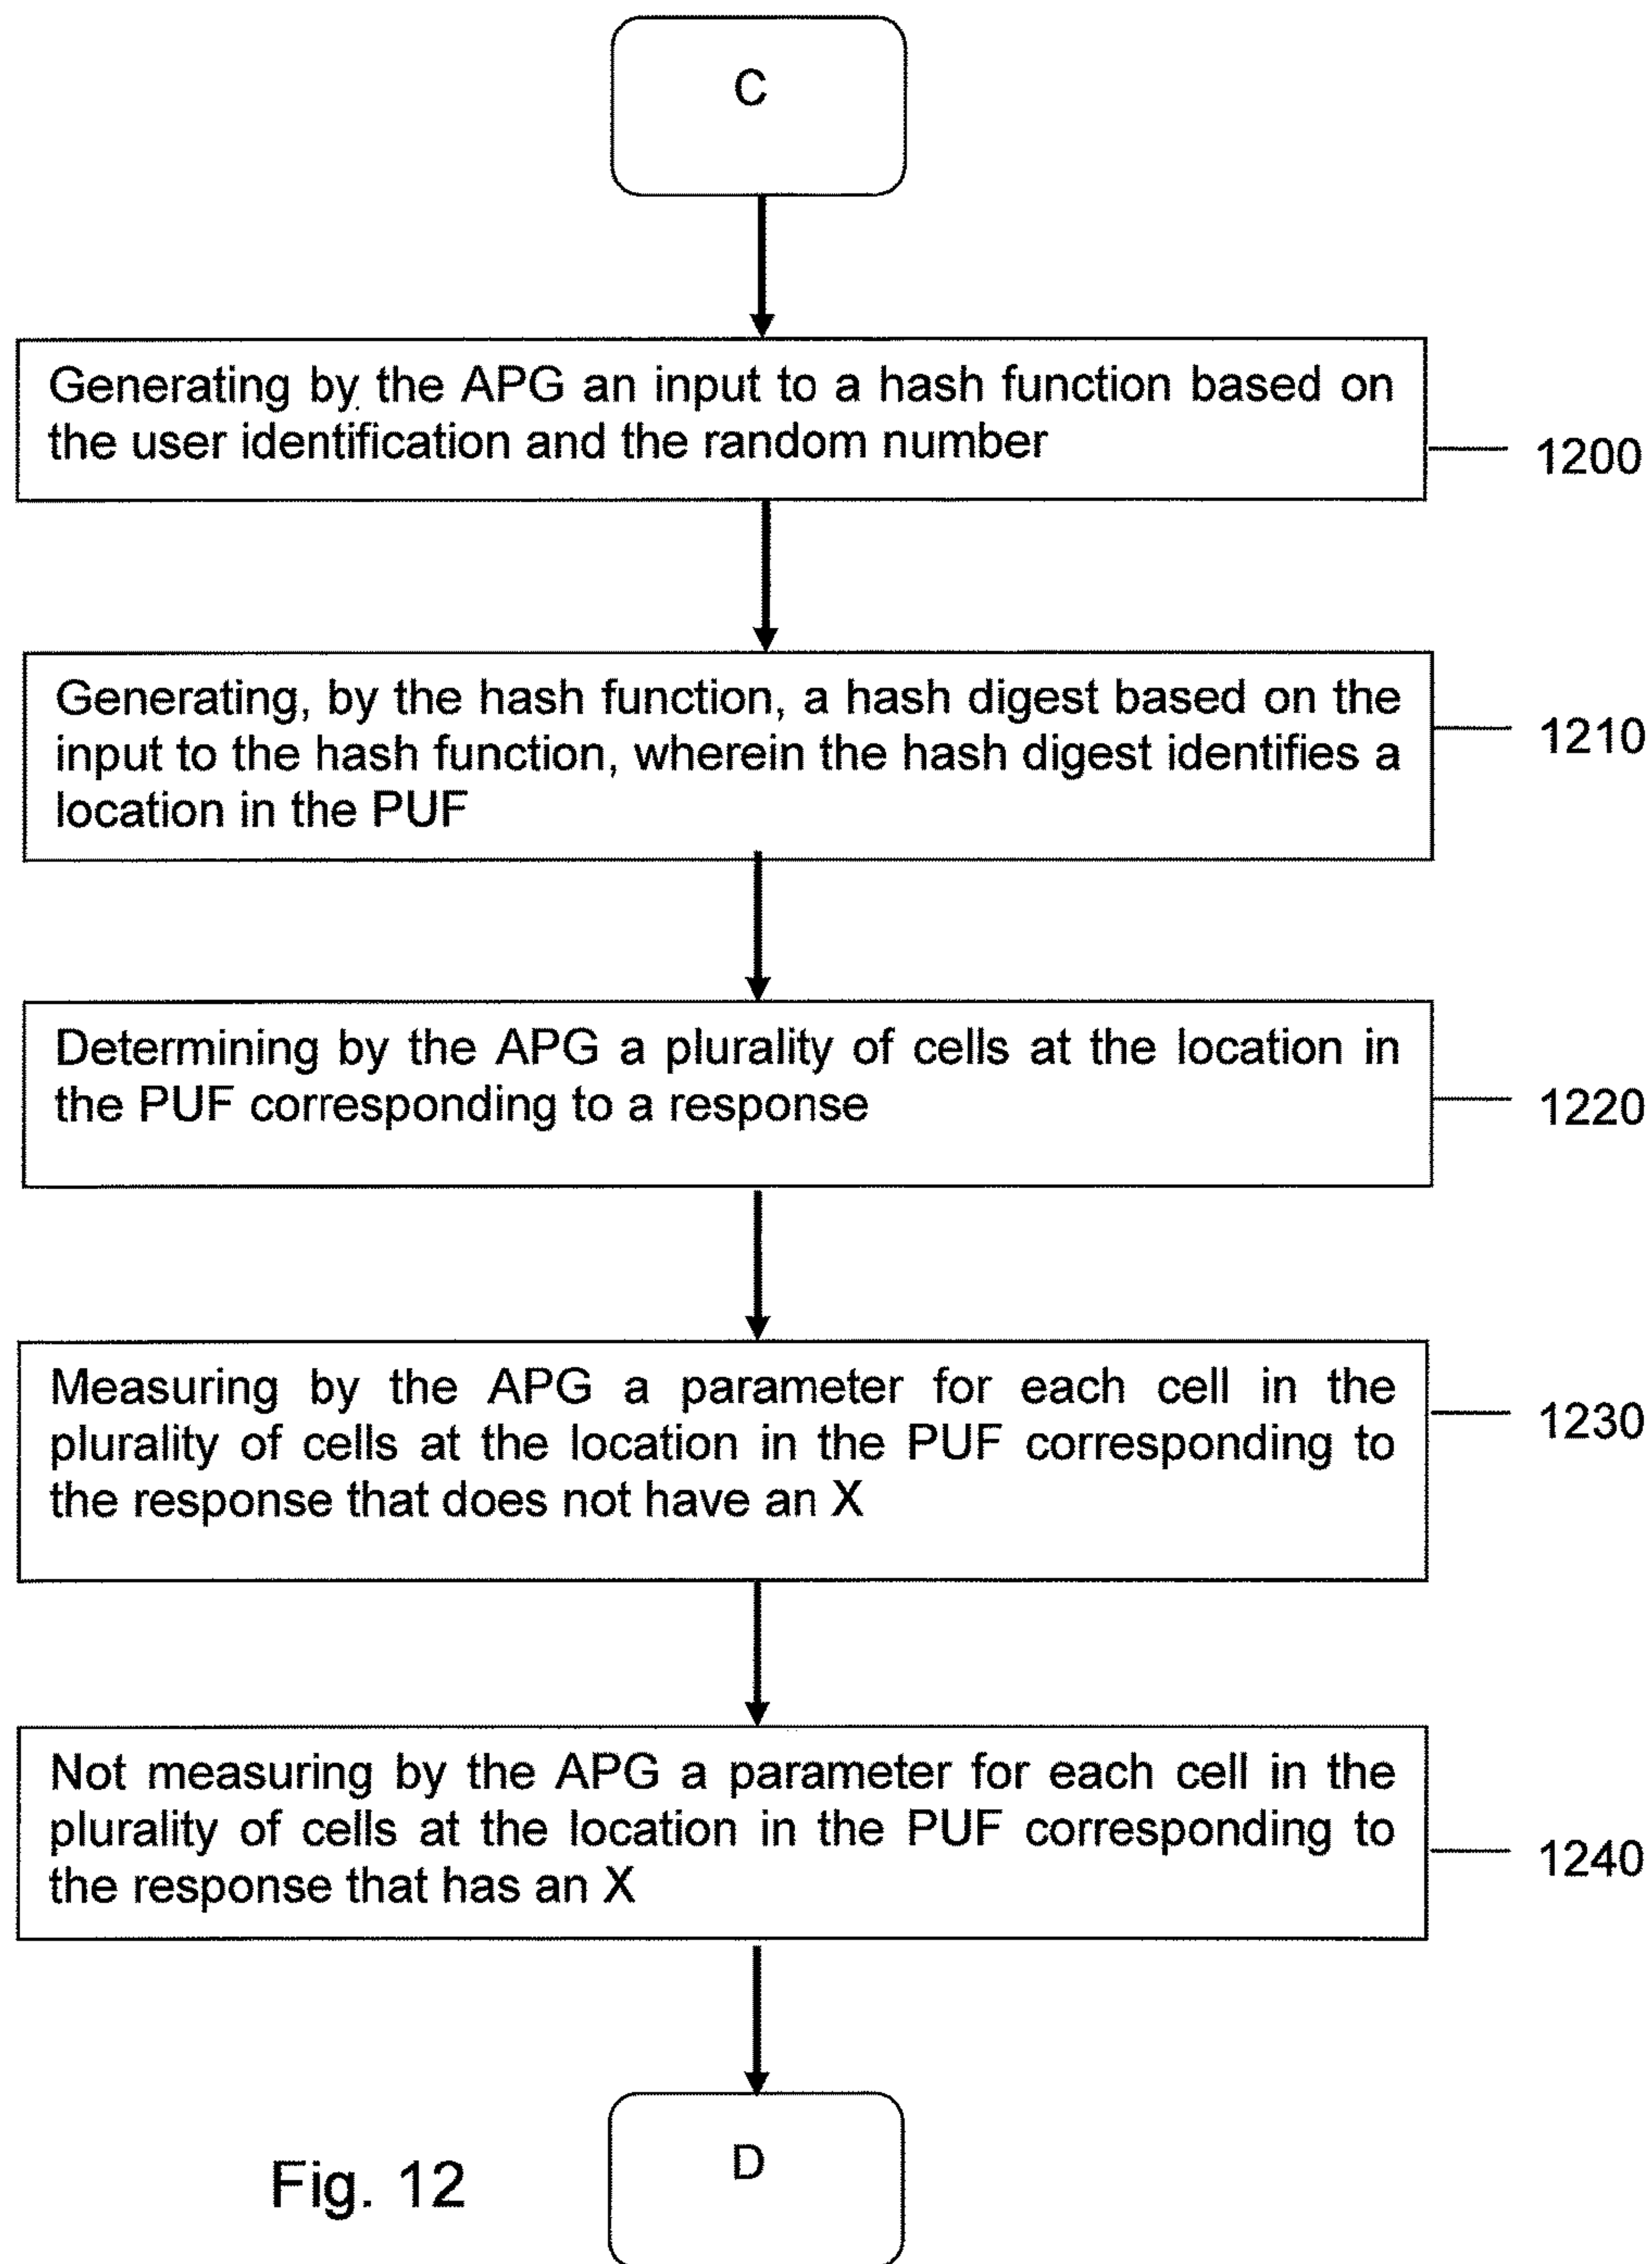 C
Generating by the APG an input to a hash function based on
the user identification and the random number
1200
Generating, by the hash function, a hash digest based on the
input to the hash function, wherein the hash digest identifies a
location in the PUF
1210
Determining by the APG a plurality of cells at the location in
the PUF corresponding to a response
1220
Measuring by the APG a parameter for each cell in the
plurality of cells at the location in the PUF corresponding to
the response that does not have an X
1230
Not measuring by the APG a parameter for each cell in the
plurality of cells at the location in the PUF corresponding to
the response that has an X
1240
D
Fig. 12